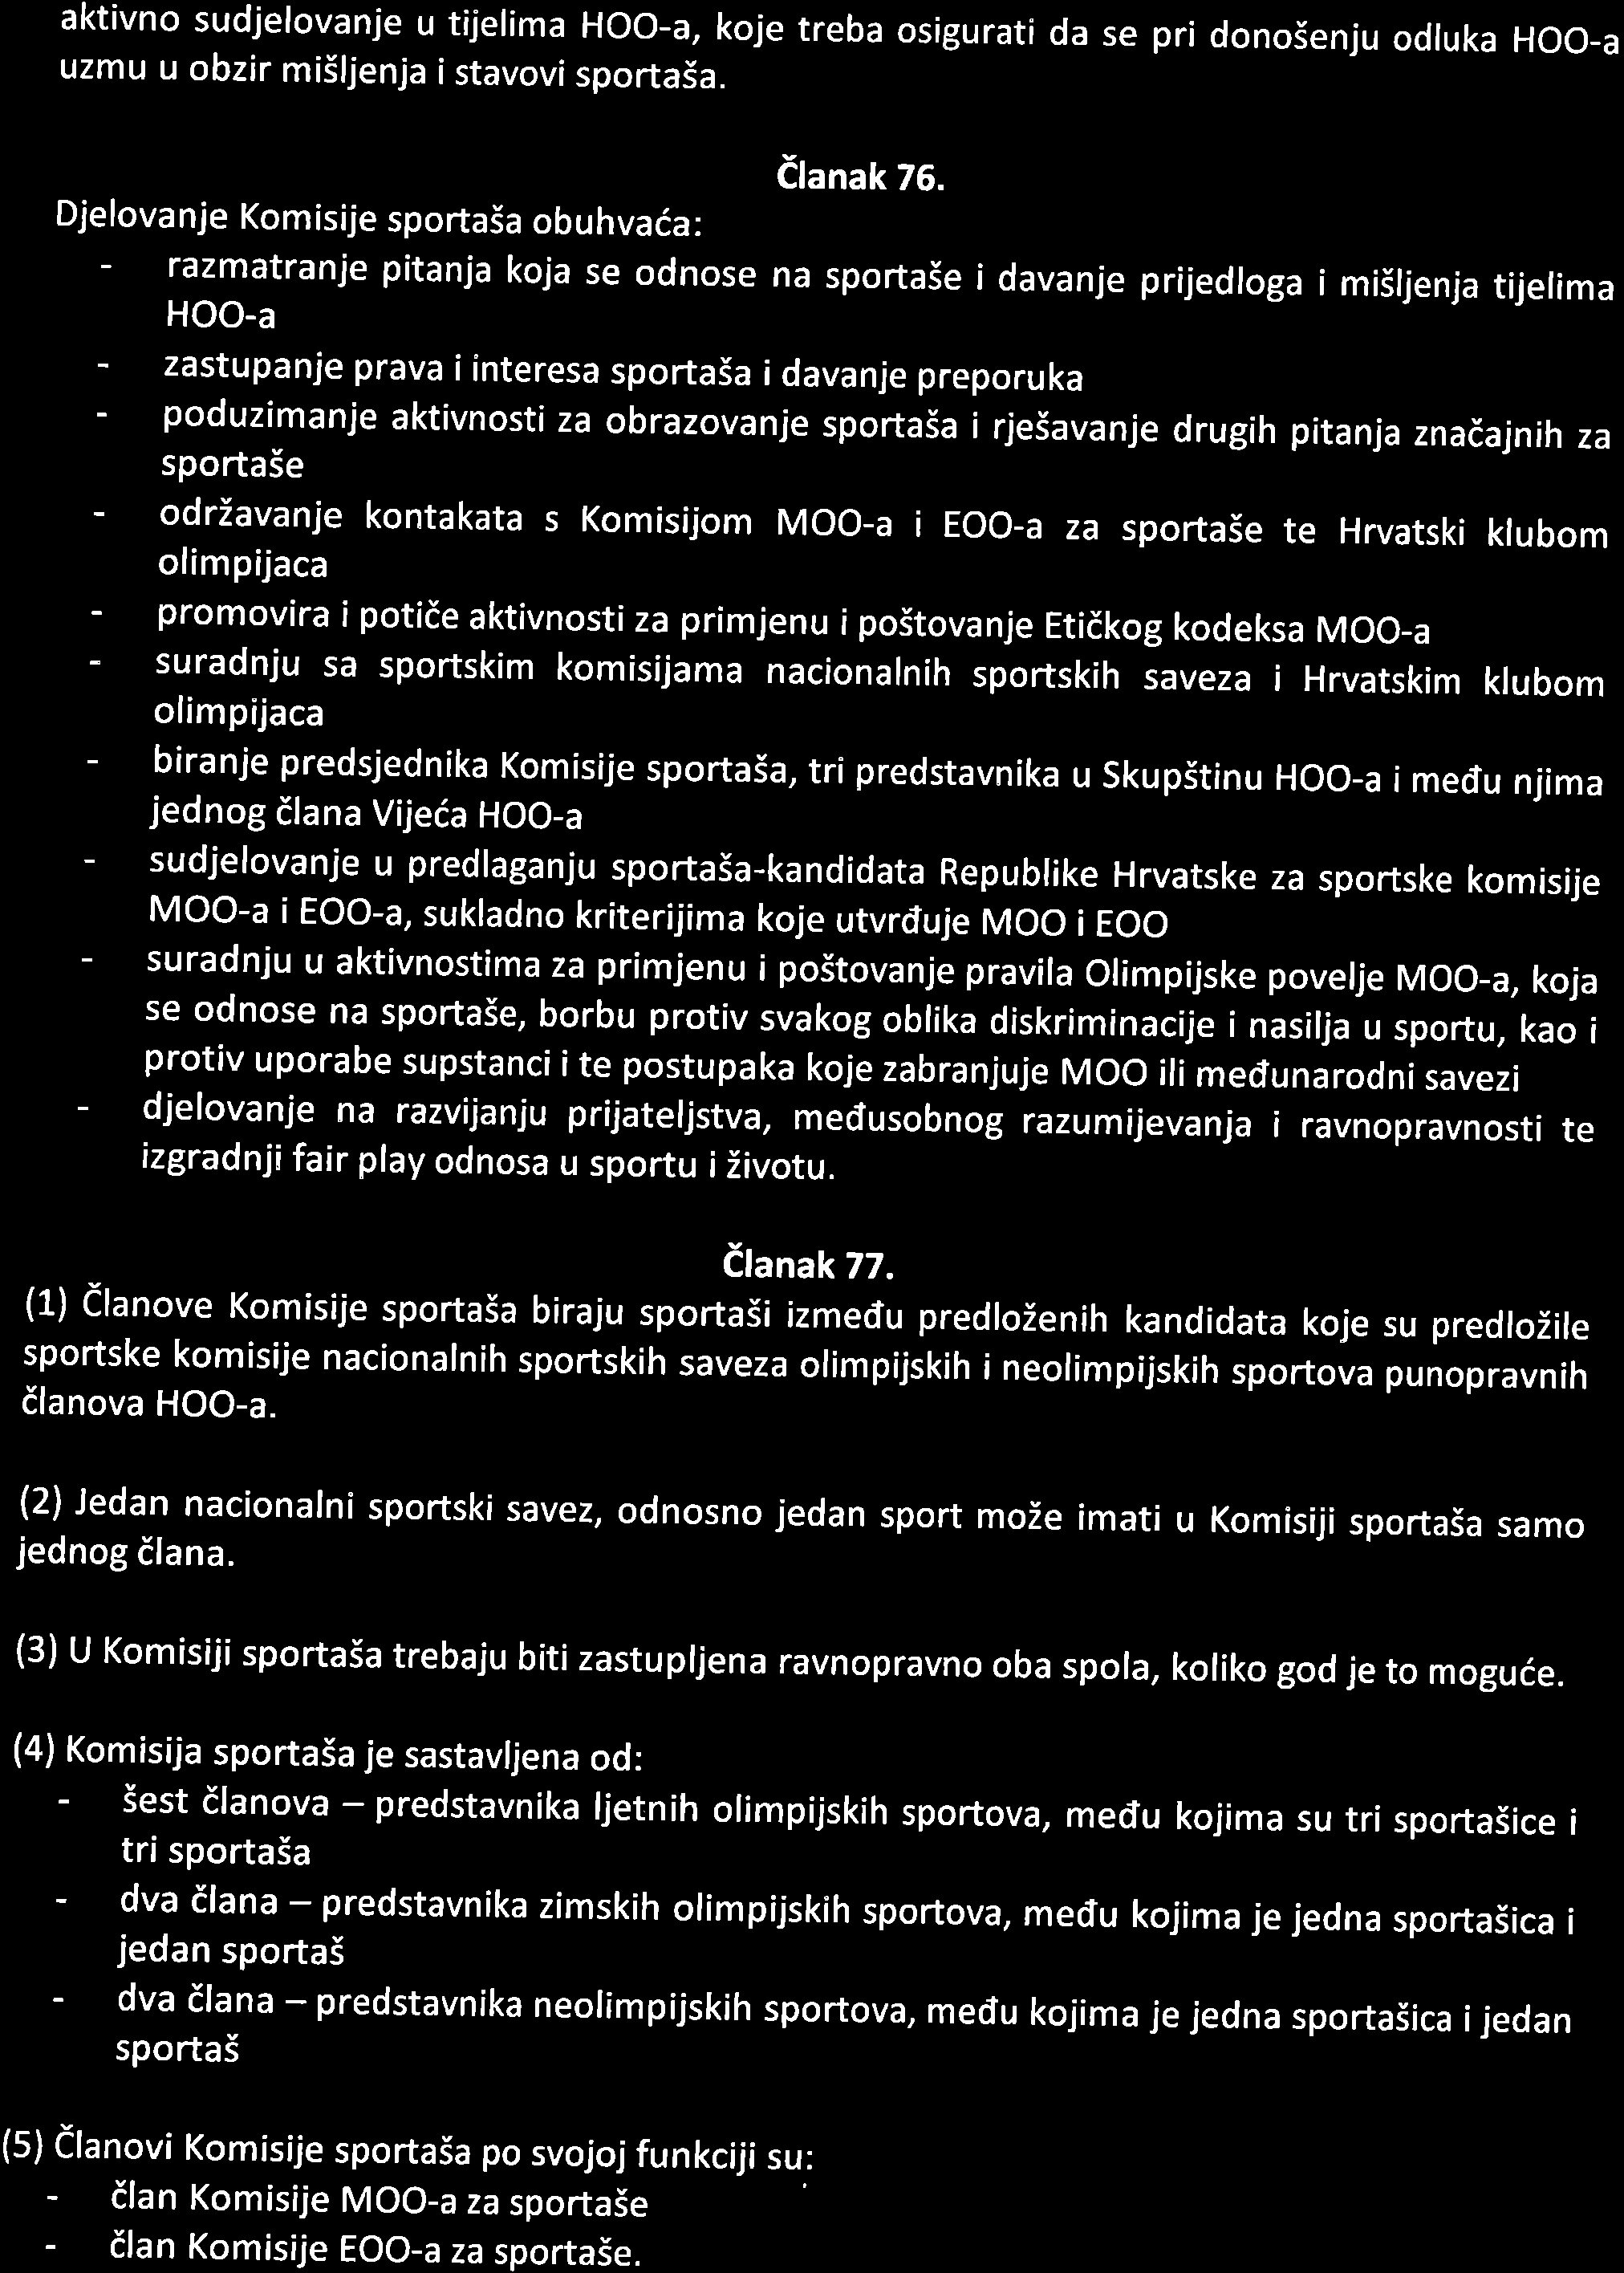 aktivno sudjelovanje u tijelima HOO-a, koje treba osigurati da se pri donošenju odluka HOO-a
uzmu u obzir mišljenja i stavovi sportaša.
Članak 76.
Djelovanje Komisije sportaša obuhvaća:
- razmatranje pitanja koja se odnose na sportaše i davanje prijedloga i mišljenja tijelima
HOO-a
- zastupanje prava i interesa sportaša i davanje preporuka
- poduzimanje aktivnosti za obrazovanje sportaša i rješavanje drugih pitanja značajnih za
sportaše
- održavanje kontakata s Komisijom MOO-a i EOO-a za sportaše te Hrvatski klubom
olimpijaca
- promovira i potiče aktivnosti za primjenu i poštovanje Etičkog kodeksa MOO-a
- suradnju sa sportskim komisijama nacionalnih sportskih saveza i Hrvatskim klubom
olimpijaca
- biranje predsjednika Komisije sportaša, tri predstavnika u Skupštinu HOO-a i među njima
jednog člana Vijeća HOO-a
- sudjelovanje u predlaganju sportaša-kandidata Republike Hrvatske za sportske komisije
MOO-a i EOO-a, sukladno kriterijima koje utvrđuje MOO i EOO
- suradnju u aktivnostima za primjenu i poštovanje pravila Olimpijske povelje MOO-a, koja
se odnose na sportaše, borbu protiv svakog oblika diskriminacije i nasilja u sportu, kao i
protiv uporabe supstanci i te postupaka koje zabranjuje MOO ili međunarodni savezi
- djelovanje na razvijanju prijateljstva, međusobnog razumijevanja i ravnopravnosti te
izgradnji fair play odnosa u sportu i životu.
Članak 77.
(1) Članove Komisije sportaša biraju sportaši između predloženih kandidata koje su predložile
sportske komisije nacionalnih sportskih saveza olimpijskih i neolimpijskih sportova punopravnih
članova HOO-a.
(2) Jedan nacionalni sportski savez, odnosno jedan sport može imati u Komisiji sportaša samo
jednog člana.
(3) U Komisiji sportaša trebaju biti zastupljena ravnopravno oba spola, koliko god je to moguće.
(4) Komisija sportaša je sastavljena od:
- šest članova – predstavnika ljetnih olimpijskih sportova, među kojima su tri sportašice i
tri sportaša
- dva člana – predstavnika zimskih olimpijskih sportova, među kojima je jedna sportašica i
jedan sportaš
- dva člana – predstavnika neolimpijskih sportova, među kojima je jedna sportašica i jedan
sportaš
(5) Članovi Komisije sportaša po svojoj funkciji su:
- član Komisije MOO-a za sportaše
- član Komisije EOO-a za sportaše.